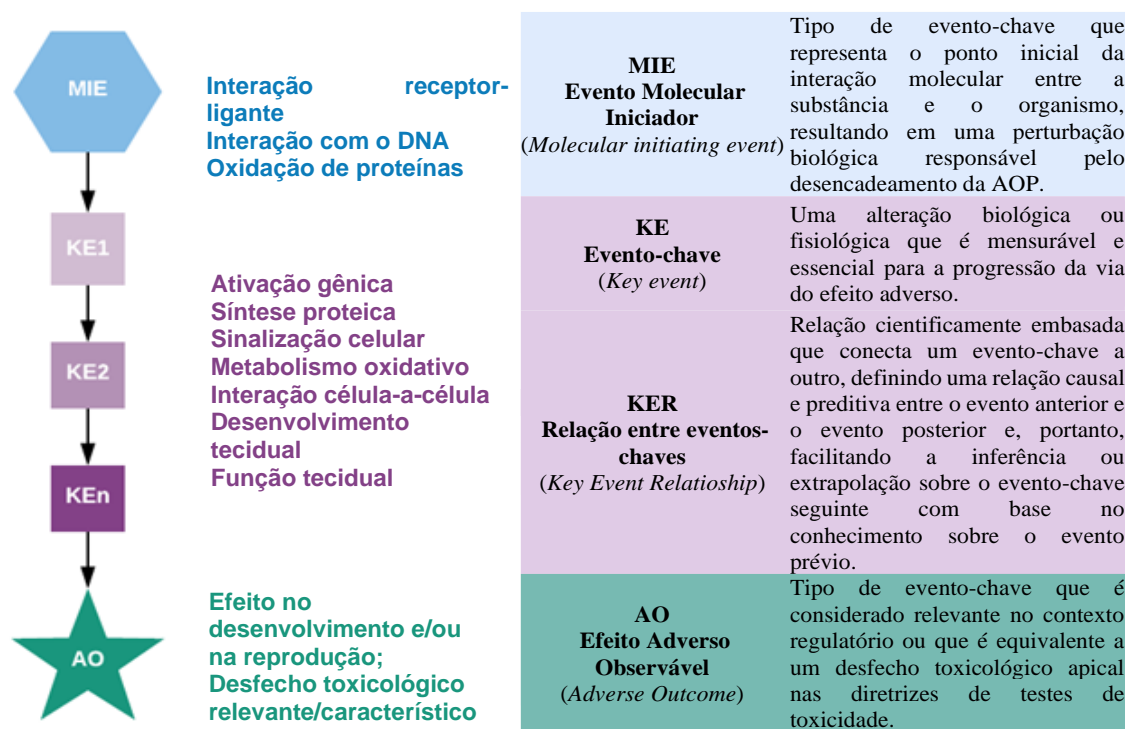 MIE
Interação receptor-
ligante
Interação com o DNA
Oxidação de proteínas
KE1
KE2
KEn
Ativação gênica
Síntese proteica
Sinalização celular
Metabolismo oxidativo
Interação célula-a-célula
Desenvolvimento
tecidual
Função tecidual
AO
Efeito no
desenvolvimento e/ou
na reprodução;
Desfecho toxicológico
relevante/característico
MIE
Evento Molecular
Iniciador
(Molecular initiating event)
Tipo de evento-chave que
representa o ponto inicial da
interação molecular entre a
substância e o organismo,
resultando em uma perturbação
biológica responsável pelo
desencadeamento da AOP.
KE
Evento-chave
(Key event)
Uma alteração biológica ou
fisiológica que é mensurável e
essencial para a progressão da via
do efeito adverso.
KER
Relação entre eventos-
chaves
(Key Event Relatioship)
Relação cientificamente embasada
que conecta um evento-chave a
outro, definindo uma relação causal
e preditiva entre o evento anterior e
o evento posterior e, portanto,
facilitando a inferência ou
extrapolação sobre o evento-chave
seguinte com base no
conhecimento sobre o evento
prévio.
AO
Efeito Adverso
Observável
(Adverse Outcome)
Tipo de evento-chave que é
considerado relevante no contexto
regulatório ou que é equivalente a
um desfecho toxicológico apical
nas diretrizes de testes de
toxicidade.